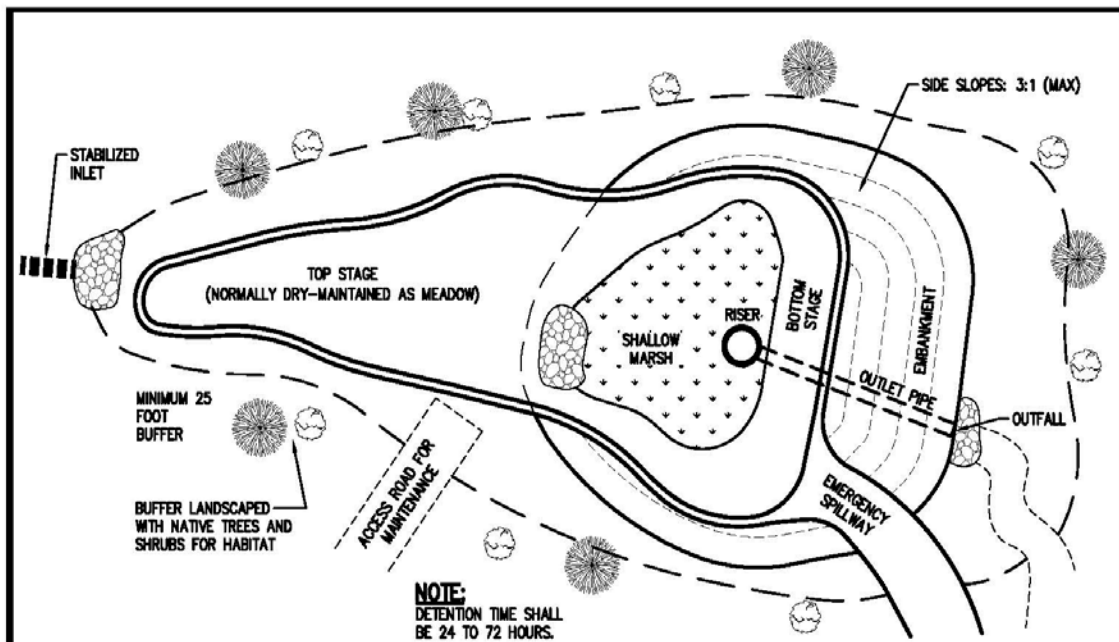 SIDE SLOPES: 3:1 (MAX)
STABILIZED
INLET
TOP STAGE
(NORMALLY DRY-MAINTAINED AS MEADOW)
RISER
BOTTOM
STAGE
EMBANKMENT
SHALLOW
MARSH
OUTLET PIPE
OUTFALL
MINIMUM 25
FOOT
BUFFER
ACCESS ROAD FOR
MAINTENANCE
EMERGENCY
SPILLWAY
BUFFER LANDSCAPED
WITH NATIVE TREES AND
SHRUBS FOR HABITAT
NOTE:
DETENTION TIME SHALL
BE 24 TO 72 HOURS.